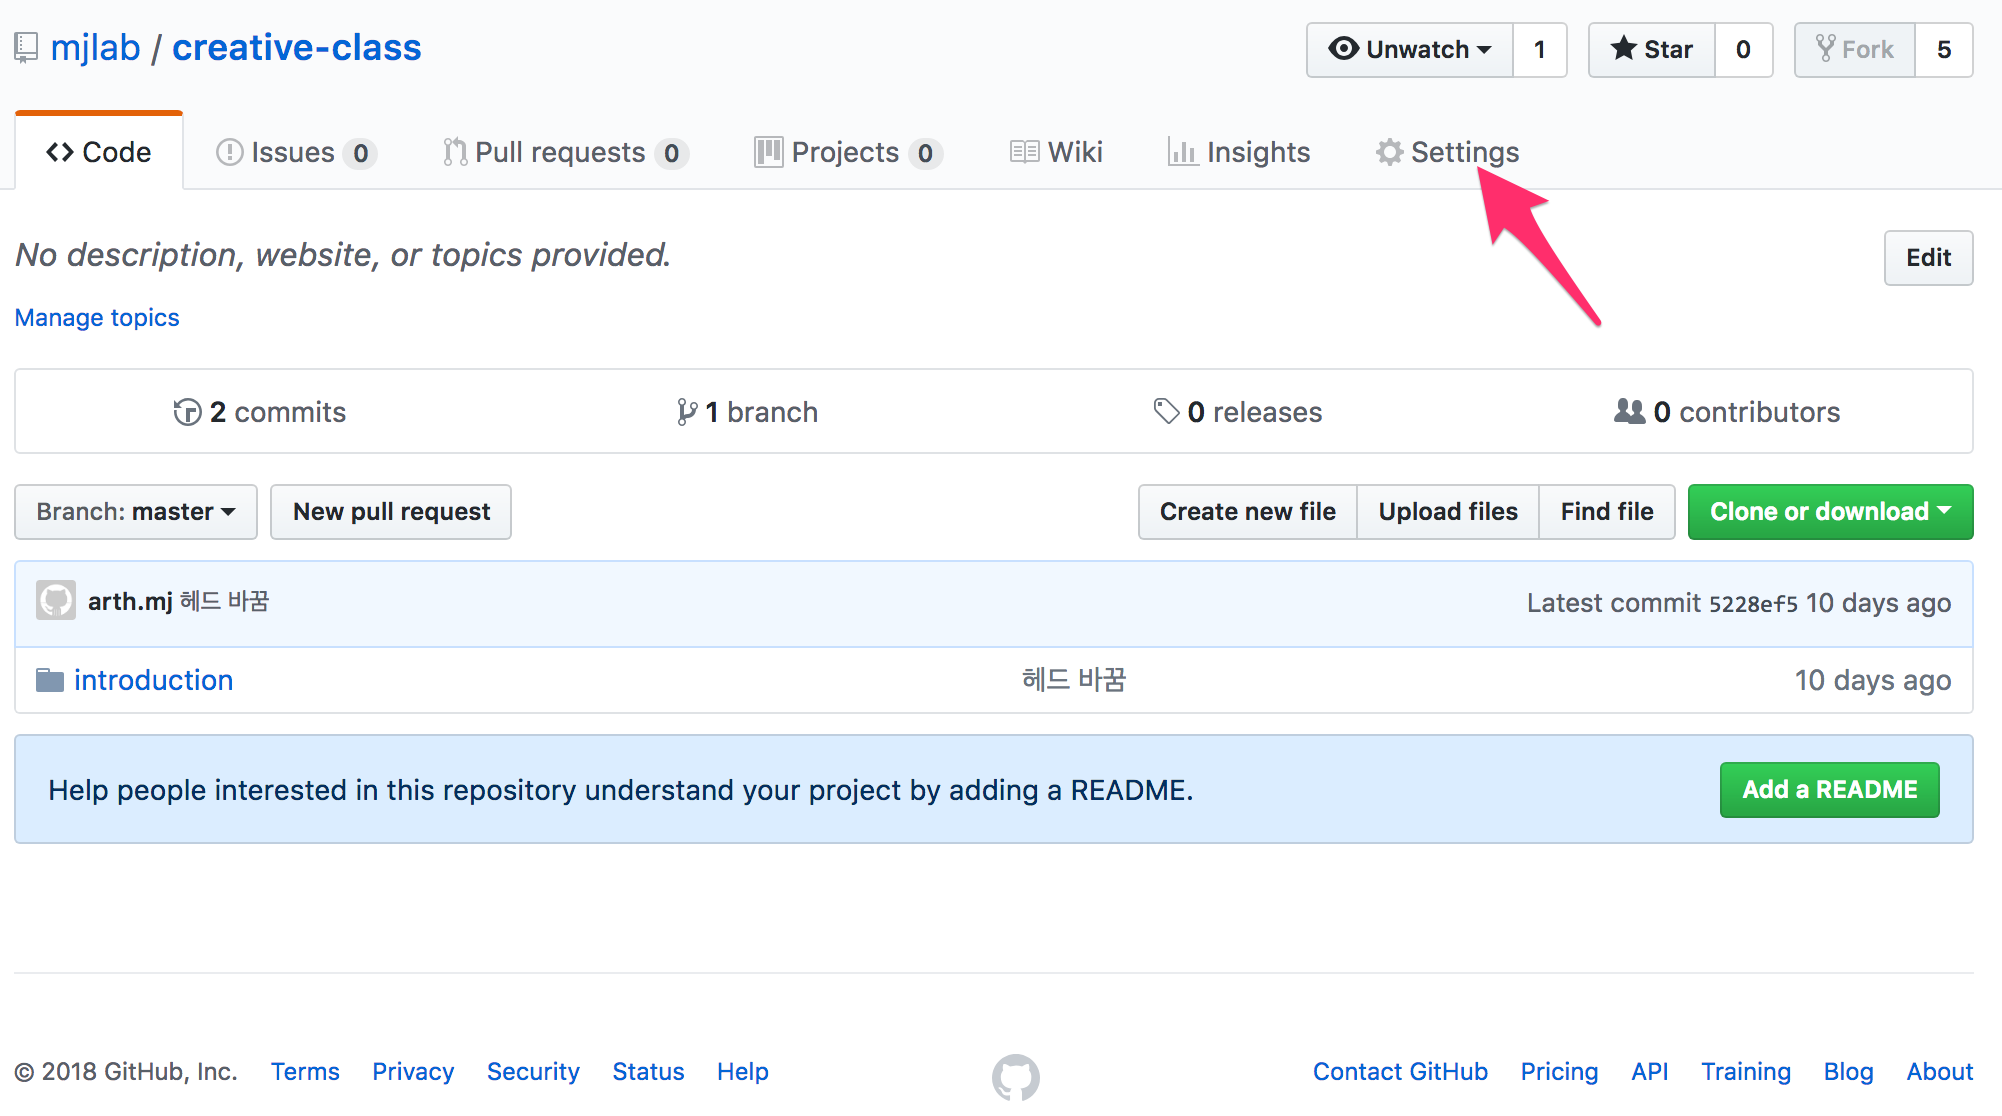 mjlab / creative-class
Unwatch 1 Star 0 Fork 5
Code Issues 0 Pull requests 0 Projects 0 Wiki Insights Settings
No description, website, or topics provided.
Edit
Manage topics
2 commits 1 branch 0 releases 0 contributors
Branch: master New pull request Create new file Upload files Find file Clone or download
arth.mj 헤드 바꿈 Latest commit 5228ef5 10 days ago
introduction 헤드 바꿈 10 days ago
Help people interested in this repository understand your project by adding a README. Add a README
© 2018 GitHub, Inc. Terms Privacy Security Status Help Contact GitHub Pricing API Training Blog About